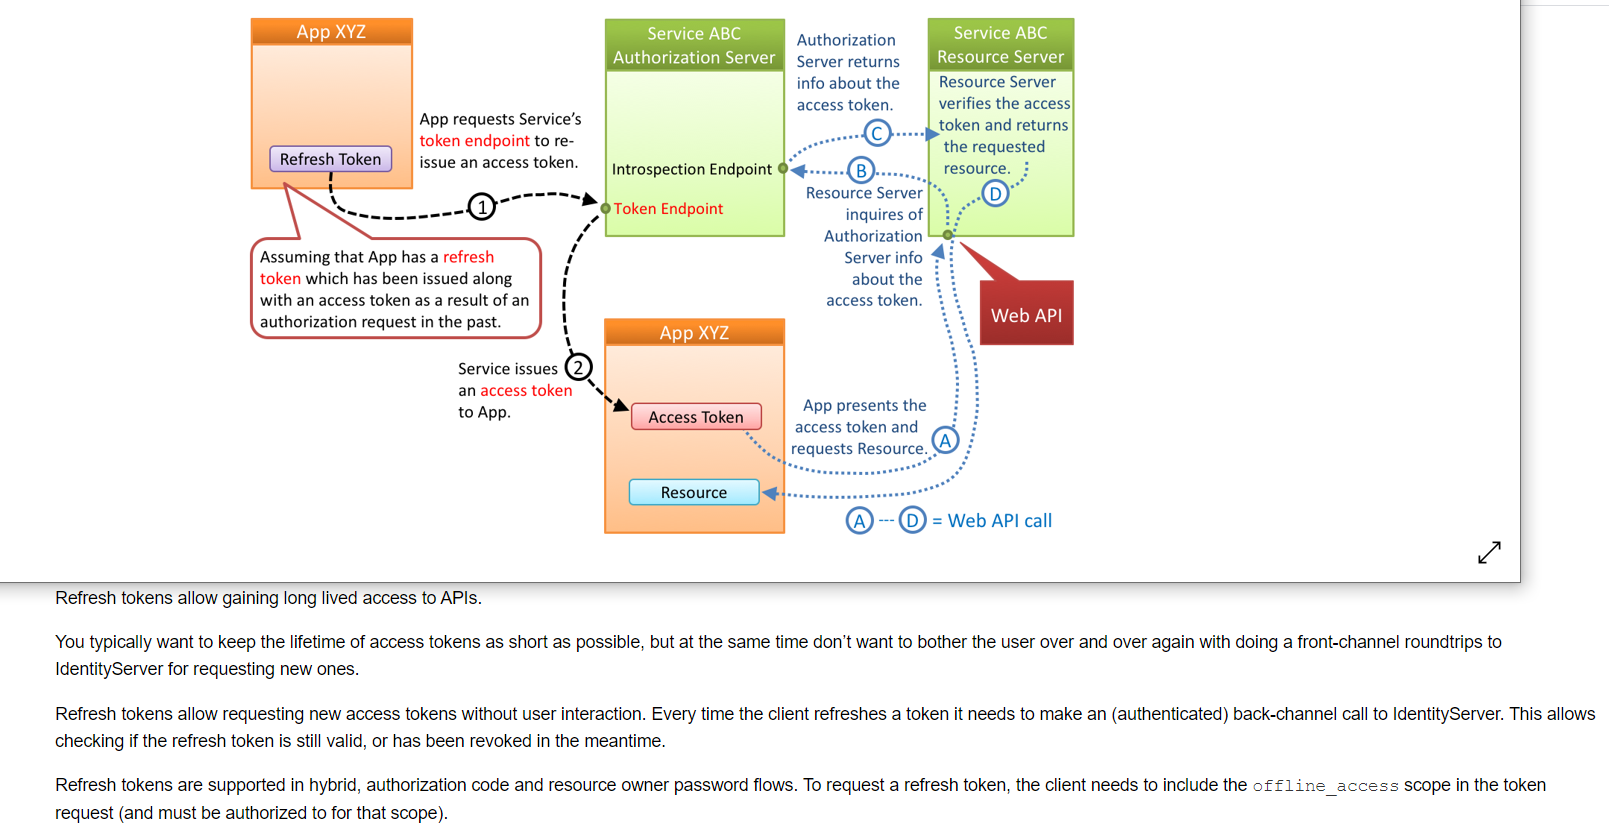 App XYZ
Refresh Token
App requests Service's
token endpoint to re-
issue an access token.
1
Assuming that App has a refresh
token which has been issued along
with an access token as a result of an
authorization request in the past.
Service ABC
Authorization Server
Introspection Endpoint
Token Endpoint
Authorization
Server returns
info about the
access token.
C
B
Resource Server
inquires of
Authorization
Server info
about the
access token.
Service ABC
Resource Server
Resource Server
verifies the access
token and returns
the requested
resource.
D
Web API
Service issues
an access token
to App.
2
App XYZ
Access Token
Resource
App presents the
access token and
requests Resource.
A
A --- D = Web API call
Refresh tokens allow gaining long lived access to APIs.
You typically want to keep the lifetime of access tokens as short as possible, but at the same time don’t want to bother the user over and over again with doing a front-channel roundtrips to
IdentityServer for requesting new ones.
Refresh tokens allow requesting new access tokens without user interaction. Every time the client refreshes a token it needs to make an (authenticated) back-channel call to IdentityServer. This allows
checking if the refresh token is still valid, or has been revoked in the meantime.
Refresh tokens are supported in hybrid, authorization code and resource owner password flows. To request a refresh token, the client needs to include the offline_access scope in the token
request (and must be authorized to for that scope).